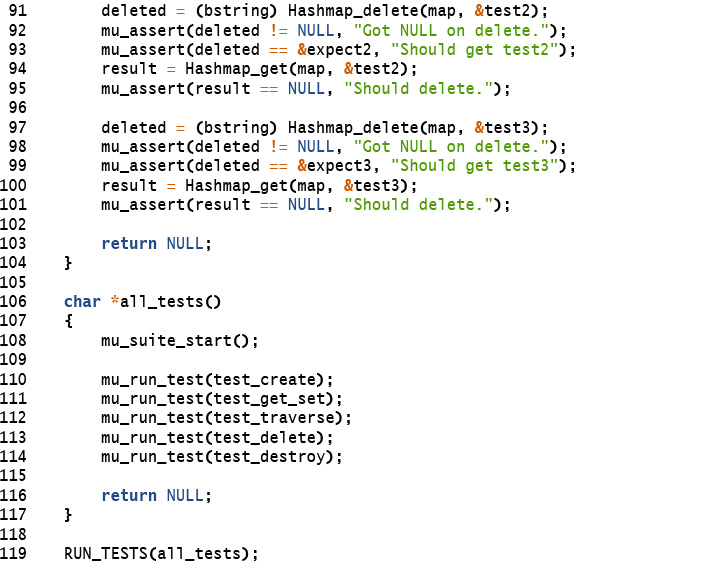 91 deleted = (bstring) Hashmap_delete(map, &test2);
92 mu_assert(deleted != NULL, "Got NULL on delete.");
93 mu_assert(deleted == &expect2, "Should get test2");
94 result = Hashmap_get(map, &test2);
95 mu_assert(result == NULL, "Should delete.");
96
97 deleted = (bstring) Hashmap_delete(map, &test3);
98 mu_assert(deleted != NULL, "Got NULL on delete.");
99 mu_assert(deleted == &expect3, "Should get test3");
100 result = Hashmap_get(map, &test3);
101 mu_assert(result == NULL, "Should delete.");
102
103 return NULL;
104 }
105
106 char *all_tests()
107 {
108 mu_suite_start();
109
110 mu_run_test(test_create);
111 mu_run_test(test_get_set);
112 mu_run_test(test_traverse);
113 mu_run_test(test_delete);
114 mu_run_test(test_destroy);
115
116 return NULL;
117 }
118
119 RUN_TESTS(all_tests);